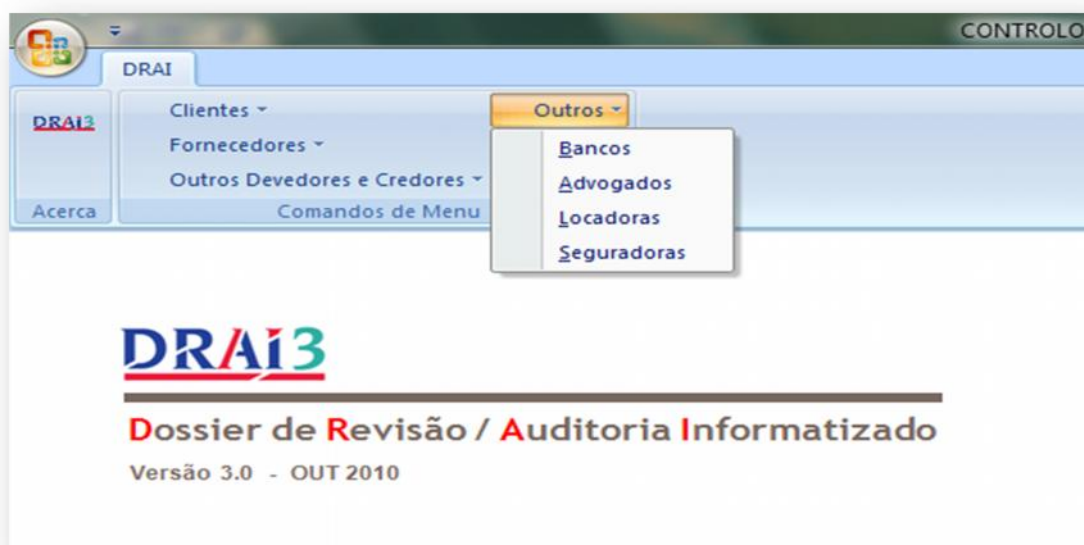 CONTROLO
DRAI
DRAI3
Clientes
Outros
Fornecedores
Outros Devedores e Credores
Acerca
Comandos de Menu
Bancos
Advogados
Locadoras
Seguradoras
DRAi3
Dossier de Revisão / Auditoria Informatizado
Versão 3.0 - OUT 2010